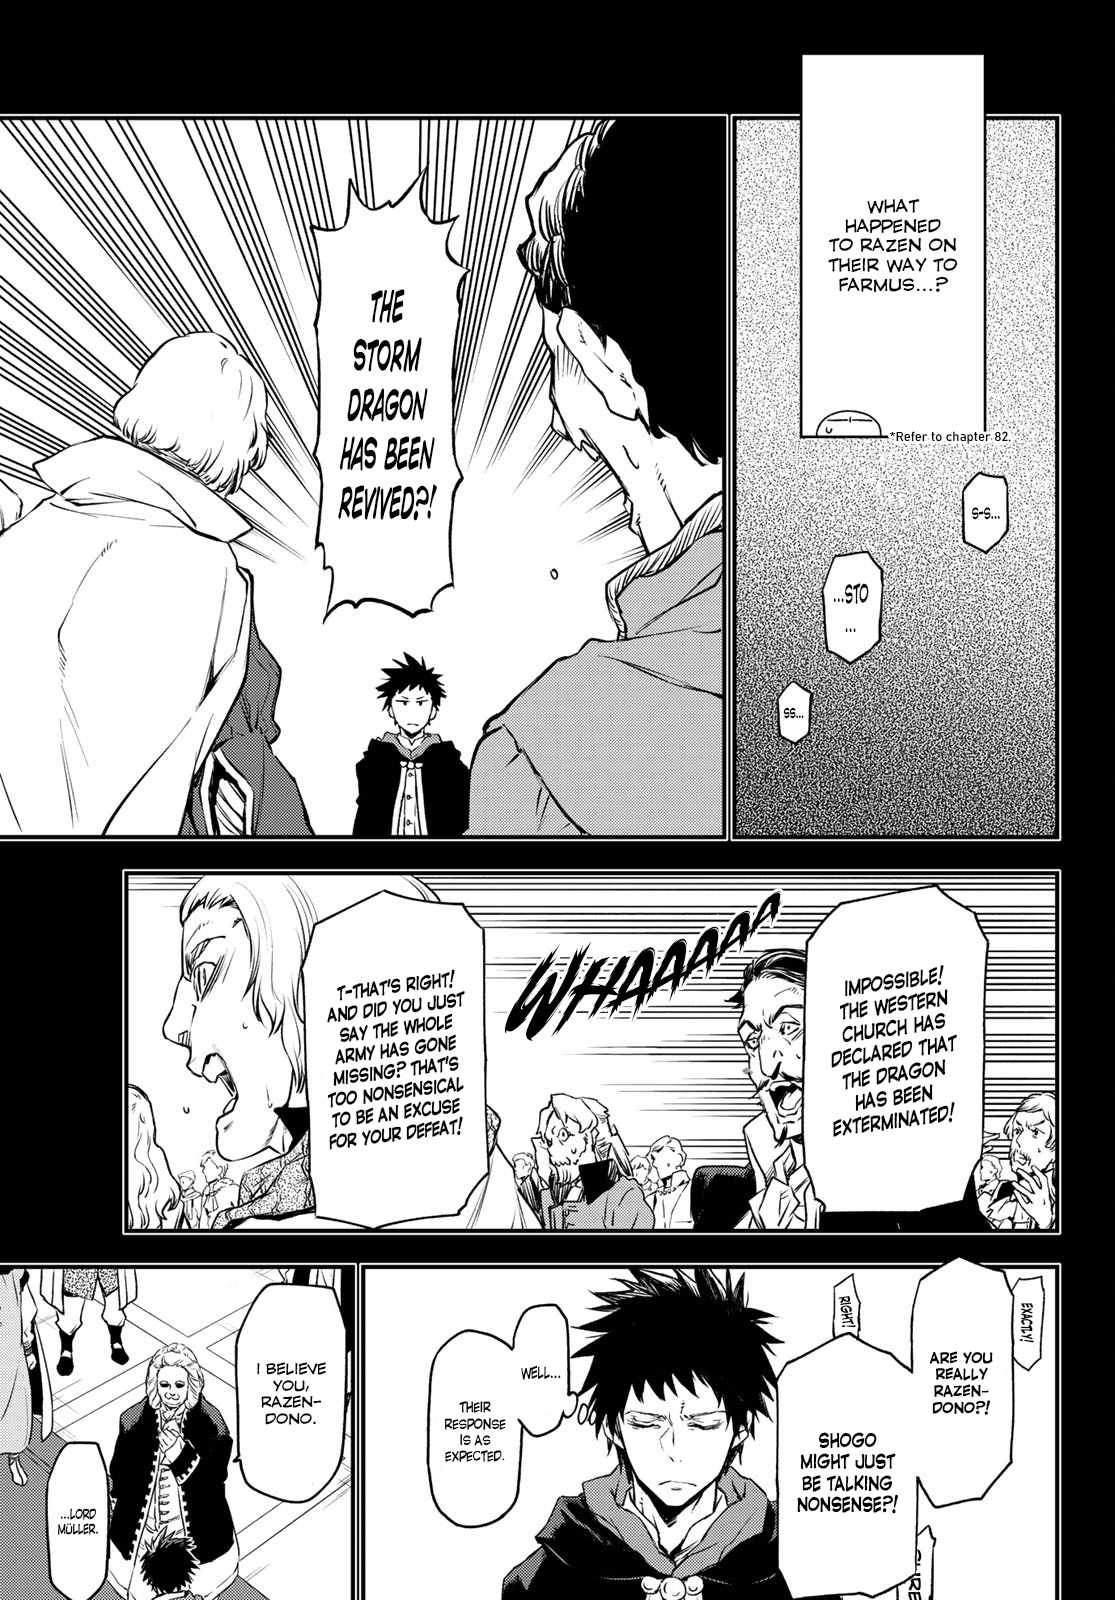 WHAT
HAPPENED
TO RAZEN ON
THEIR WAY TO
FARMUS...?
*Refer to chapter 82.
S-S...
...STO
...
SS...
THE
STORM
DRAGON
HAS BEEN
REVIVED?!
IMPOSSIBLE!
THE WESTERN
CHURCH HAS
DECLARED THAT
THE DRAGON
HAS BEEN
EXTERMINATED!
WHAAAAAAA
T-THAT'S RIGHT!
AND DID YOU JUST
SAY THE WHOLE
ARMY HAS GONE
MISSING? THAT'S
TOO NONSENSICAL
TO BE AN EXCUSE
FOR YOUR DEFEAT!
EXACTLY!
ARE YOU
REALLY
RAZEN-
DONO?!
RIGHT!
SHOGO
MIGHT JUST
BE TALKING
NONSENSE?!
WELL...
THEIR
RESPONSE
IS AS
EXPECTED.
I BELIEVE
YOU,
RAZEN-
DONO.
...LORD
MÜLLER.